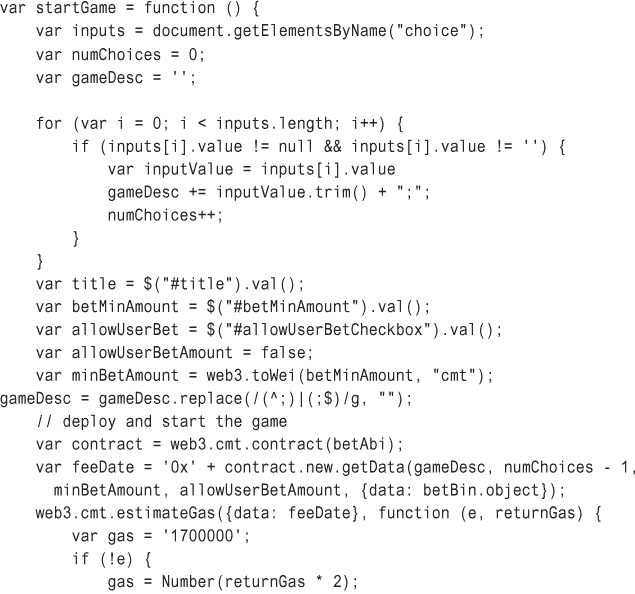 var startGame = function () {
    var inputs = document.getElementsByName("choice");
    var numChoices = 0;
    var gameDesc = '';

    for (var i = 0; i < inputs.length; i++) {
        if (inputs[i].value != null && inputs[i].value != '') {
            var inputValue = inputs[i].value
            gameDesc += inputValue.trim() + ";";
            numChoices++;
        }
    }
    var title = $("#title").val();
    var betMinAmount = $("#betMinAmount").val();
    var allowUserBet = $("#allowUserBetCheckbox").val();
    var allowUserBetAmount = false;
    var minBetAmount = web3.toWei(betMinAmount, "cmt");
gameDesc = gameDesc.replace(/(^;)|(;$)/g, "");
    // deploy and start the game
    var contract = web3.cmt.contract(betAbi);
    var feeDate = '0x' + contract.new.getData(gameDesc, numChoices - 1,
      minBetAmount, allowUserBetAmount, {data: betBin.object});
    web3.cmt.estimateGas({data: feeDate}, function (e, returnGas) {
        var gas = '1700000';
        if (!e) {
            gas = Number(returnGas * 2);